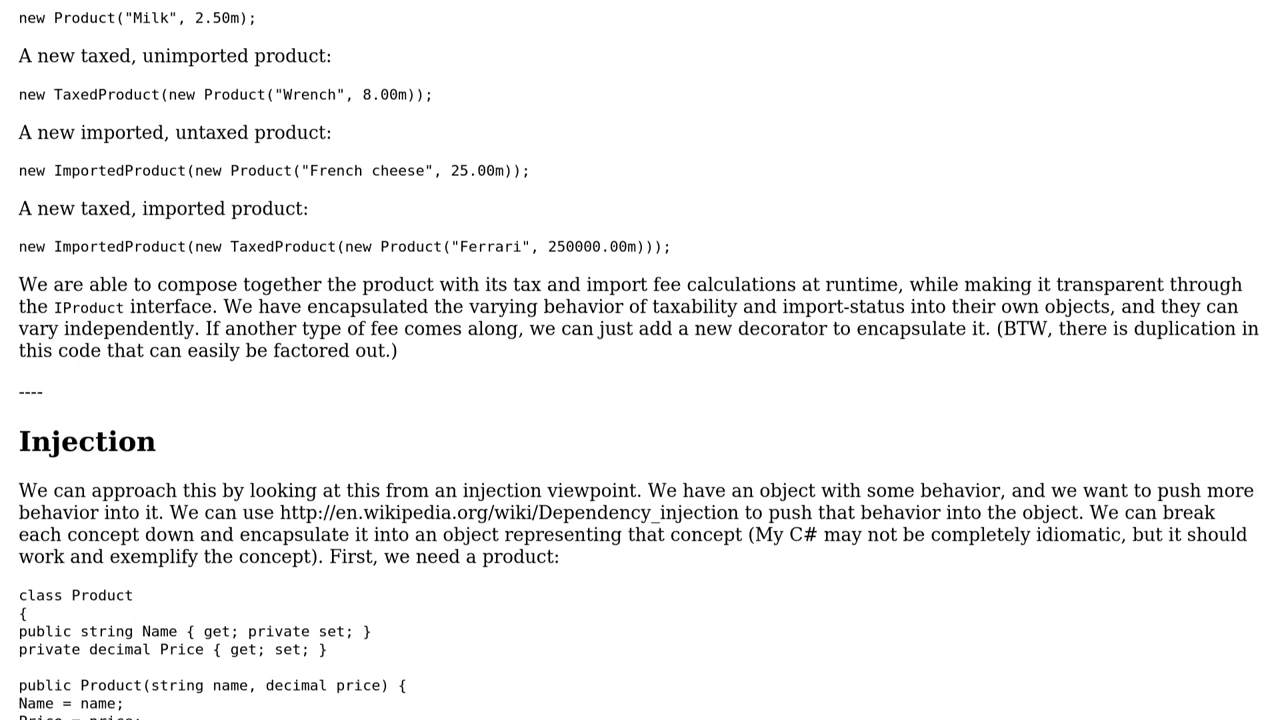 new Product("Milk", 2.50m);
A new taxed, unimported product:
new TaxedProduct(new Product("Wrench", 8.00m));
A new imported, untaxed product:
new ImportedProduct(new Product("French cheese", 25.00m));
A new taxed, imported product:
new ImportedProduct(new TaxedProduct(new Product("Ferrari", 250000.00m)));
We are able to compose together the product with its tax and import fee calculations at runtime, while making it transparent through
the IProduct interface. We have encapsulated the varying behavior of taxability and import-status into their own objects, and they can
vary independently. If another type of fee comes along, we can just add a new decorator to encapsulate it. (BTW, there is duplication in
this code that can easily be factored out.)
----
Injection
We can approach this by looking at this from an injection viewpoint. We have an object with some behavior, and we want to push more
behavior into it. We can use http://en.wikipedia.org/wiki/Dependency_injection to push that behavior into the object. We can break
each concept down and encapsulate it into an object representing that concept (My C# may not be completely idiomatic, but it should
work and exemplify the concept). First, we need a product:
class Product
{
public string Name { get; private set; }
private decimal Price { get; set; }
public Product(string name, decimal price) {
Name = name;